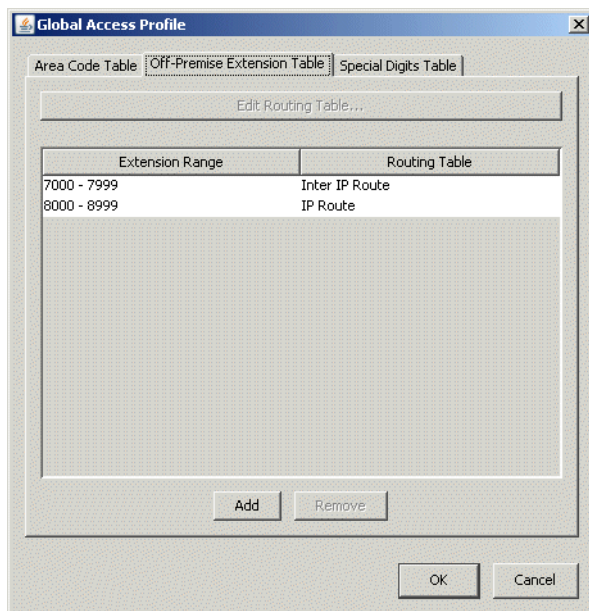 Global Access Profile
Area Code Table Off-Premise Extension Table Special Digits Table
Edit Routing Table...
Extension Range Routing Table
7000 - 7999 Inter IP Route
8000 - 8999 IP Route
Add Remove
OK Cancel